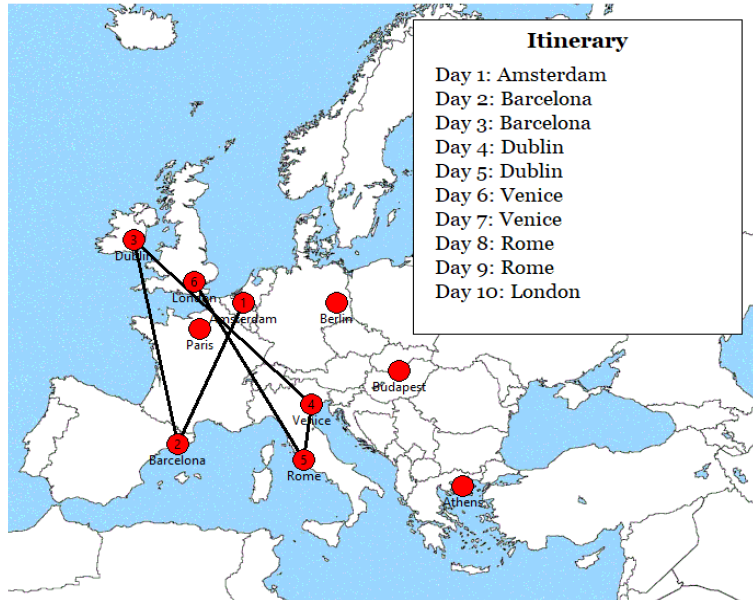 Itinerary
Day 1: Amsterdam
Day 2: Barcelona
Day 3: Barcelona
Day 4: Dublin
Day 5: Dublin
Day 6: Venice
Day 7: Venice
Day 8: Rome
Day 9: Rome
Day 10: London
3
Dublin
6
London
1
Amsterdam
Berlin
Paris
Budapest
4
Venice
2
Barcelona
5
Rome
Athens